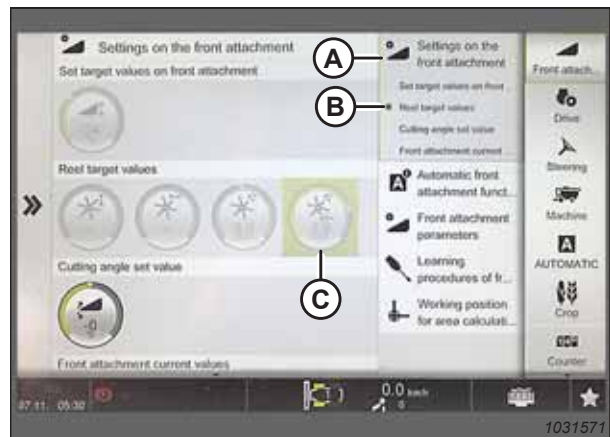 Settings on the front attachment
Set target values on front attachment
Reel target values
Cutting angle set value
-0
Front attachment current values
A
B
C
Settings on the
front attachment
Set target values on front ...
Reel target values
Cutting angle set value
Front attachment current ...
Automatic front
attachment funct...
Front attachment
parameters
Learning
procedures of fr...
Working position
for area calculati...
Front attach...
Drive
Steering
Machine
A
AUTOMATIC
Crop
Counter
07.11. 05:30
0.0 km/h
0
1031571